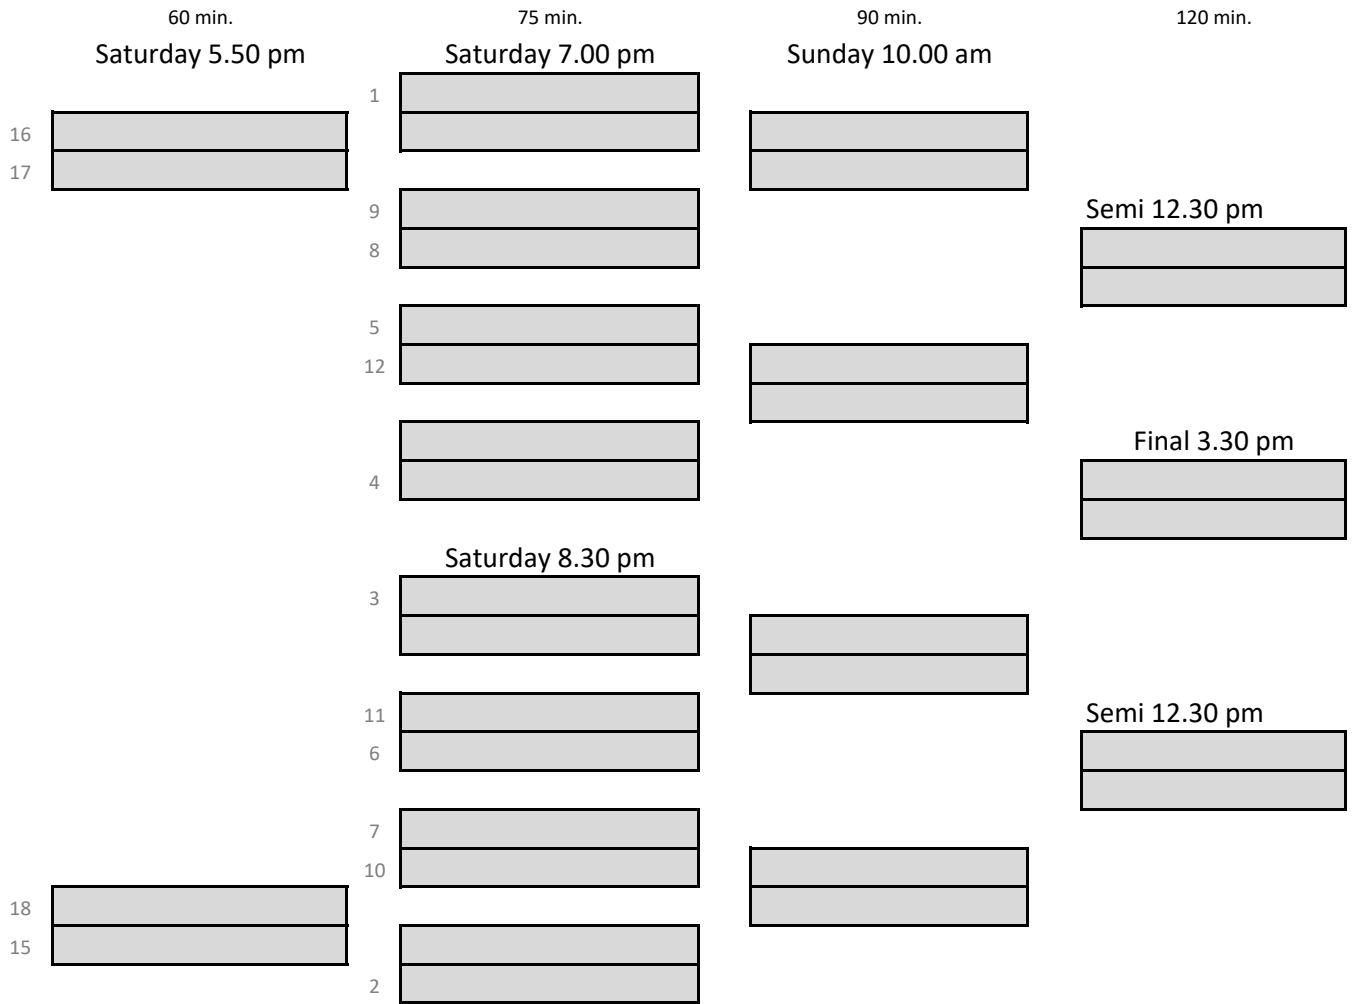 60 min. 75 min. 90 min. 120 min.
Saturday 5.50 pm Saturday 7.00 pm Sunday 10.00 am
1
16
17
9
Semi 12.30 pm
8
5
12
Final 3.30 pm
4
Saturday 8.30 pm
3
11
Semi 12.30 pm
6
7
10
18
15
2